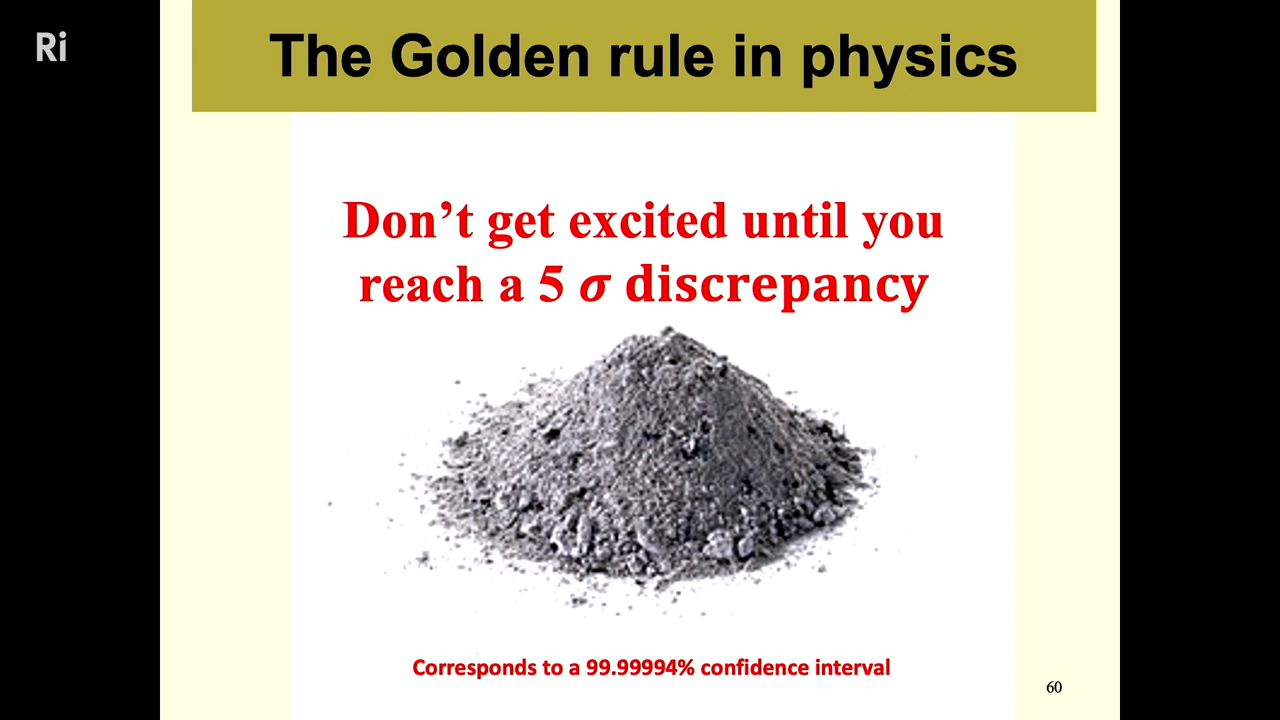 Ri
The Golden rule in physics
Don’t get excited until you
reach a 5 σ discrepancy
Corresponds to a 99.99994% confidence interval
60